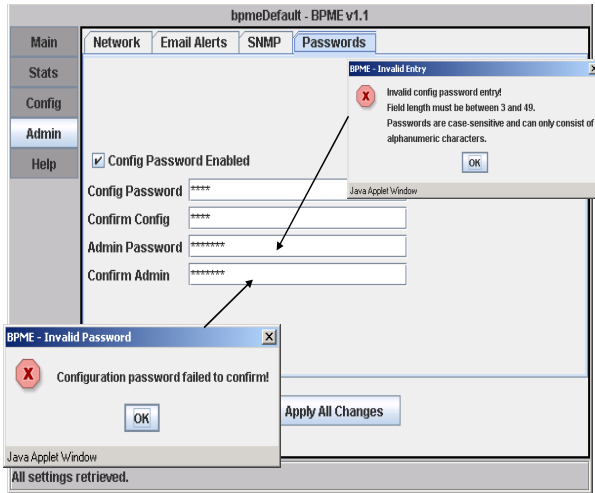 bpmeDefault - BPME v1.1
Main
Stats
Config
Admin
Help
Network Email Alerts SNMP Passwords
BPME - Invalid Entry
Invalid config password entry!
Field length must be between 3 and 49.
Passwords are case-sensitive and can only consist of
alphanumeric characters.
OK
Java Applet Window
Config Password Enabled
Config Password ****
Confirm Config ****
Admin Password *******
Confirm Admin *******
BPME - Invalid Password
Configuration password failed to confirm!
OK
Java Applet Window
Apply All Changes
All settings retrieved.